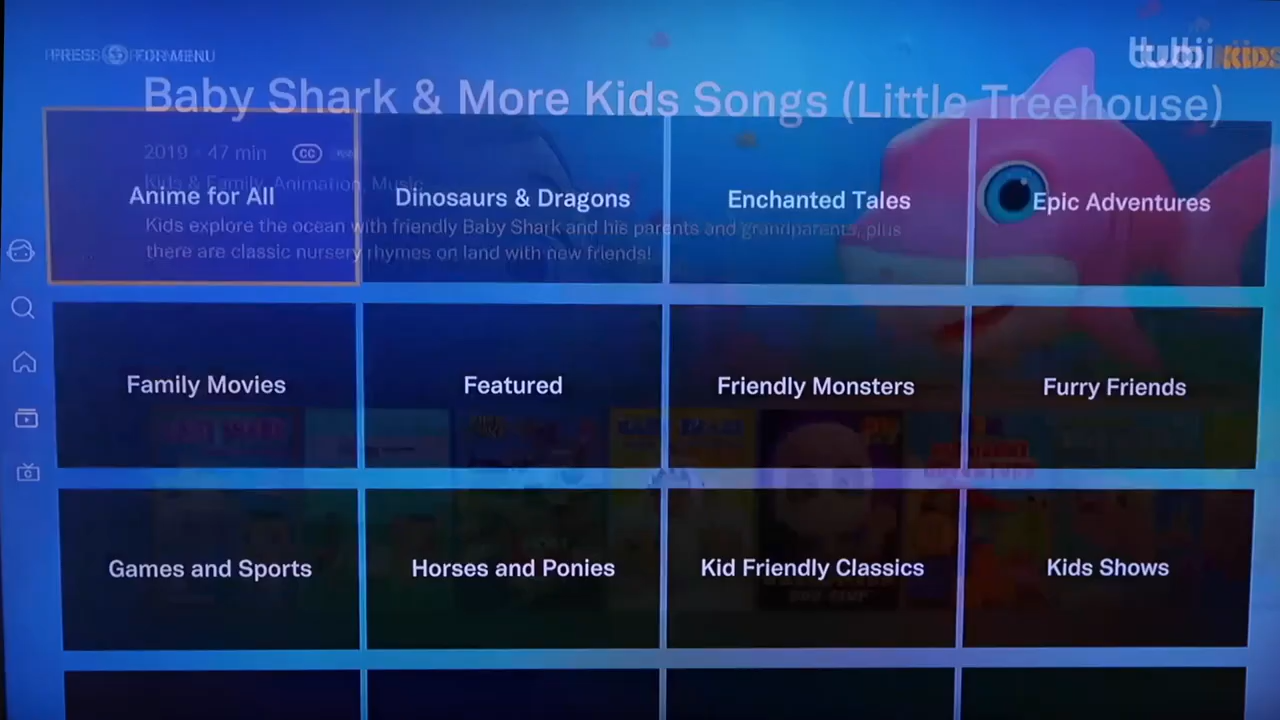 PRESS FOR MENU
tubi KIDS
Baby Shark & More Kids Songs (Little Treehouse)
2019 · 47 min CC
Kids & Family, Animation, Music
Kids explore the ocean with friendly Baby Shark and his parents and grandparents, plus
there are classic nursery rhymes on land with new friends!
Anime for All
Dinosaurs & Dragons
Enchanted Tales
Epic Adventures
Family Movies
Featured
Friendly Monsters
Furry Friends
Games and Sports
Horses and Ponies
Kid Friendly Classics
Kids Shows